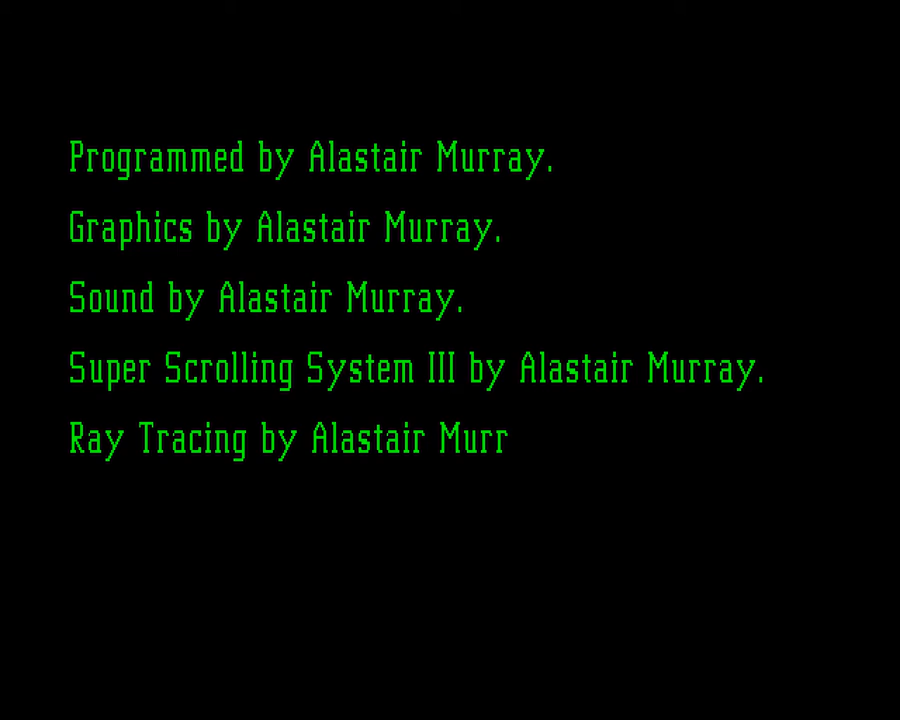 Programmed by Alastair Murray.
Graphics by Alastair Murray.
Sound by Alastair Murray.
Super Scrolling System III by Alastair Murray.
Ray Tracing by Alastair Murr